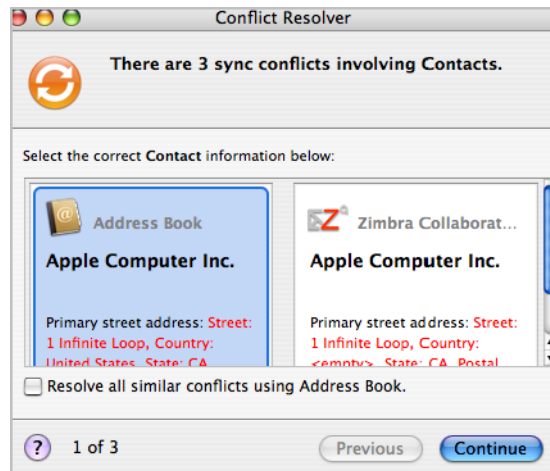 Conflict Resolver
There are 3 sync conflicts involving Contacts.
Select the correct Contact information below:
Address Book
Apple Computer Inc.
Primary street address: Street:
1 Infinite Loop, Country:
United States, State: CA,
Zimbra Collaborat...
Apple Computer Inc.
Primary street address: Street:
1 Infinite Loop, Country:
<empty>, State: CA, Postal
Resolve all similar conflicts using Address Book.
? 1 of 3
Previous
Continue